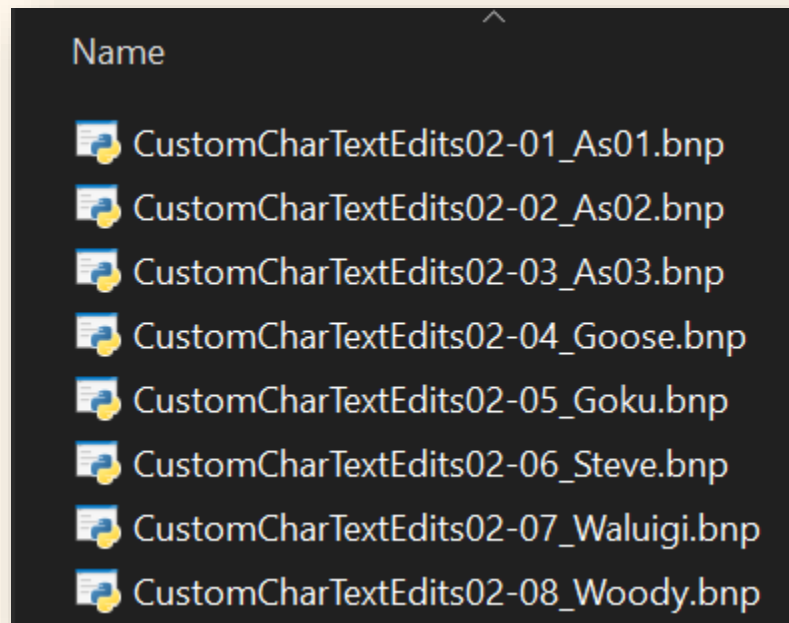 Name
CustomCharTextEdits02-01_As01.bnp
CustomCharTextEdits02-02_As02.bnp
CustomCharTextEdits02-03_As03.bnp
CustomCharTextEdits02-04_Goose.bnp
CustomCharTextEdits02-05_Goku.bnp
CustomCharTextEdits02-06_Steve.bnp
CustomCharTextEdits02-07_Waluigi.bnp
CustomCharTextEdits02-08_Woody.bnp